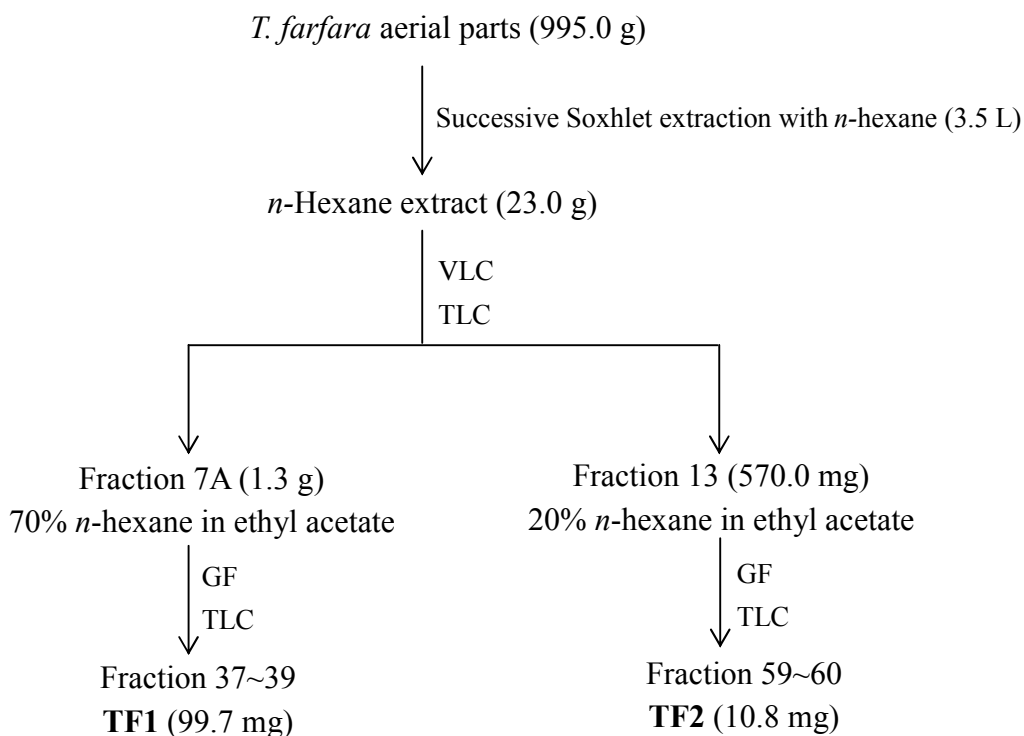 T. farfara aerial parts (995.0 g)
Successive Soxhlet extraction with n-hexane (3.5 L)
n-Hexane extract (23.0 g)
VLC
TLC
Fraction 7A (1.3 g)
70% n-hexane in ethyl acetate
GF
TLC
Fraction 37~39
TF1 (99.7 mg)
Fraction 13 (570.0 mg)
20% n-hexane in ethyl acetate
GF
TLC
Fraction 59~60
TF2 (10.8 mg)